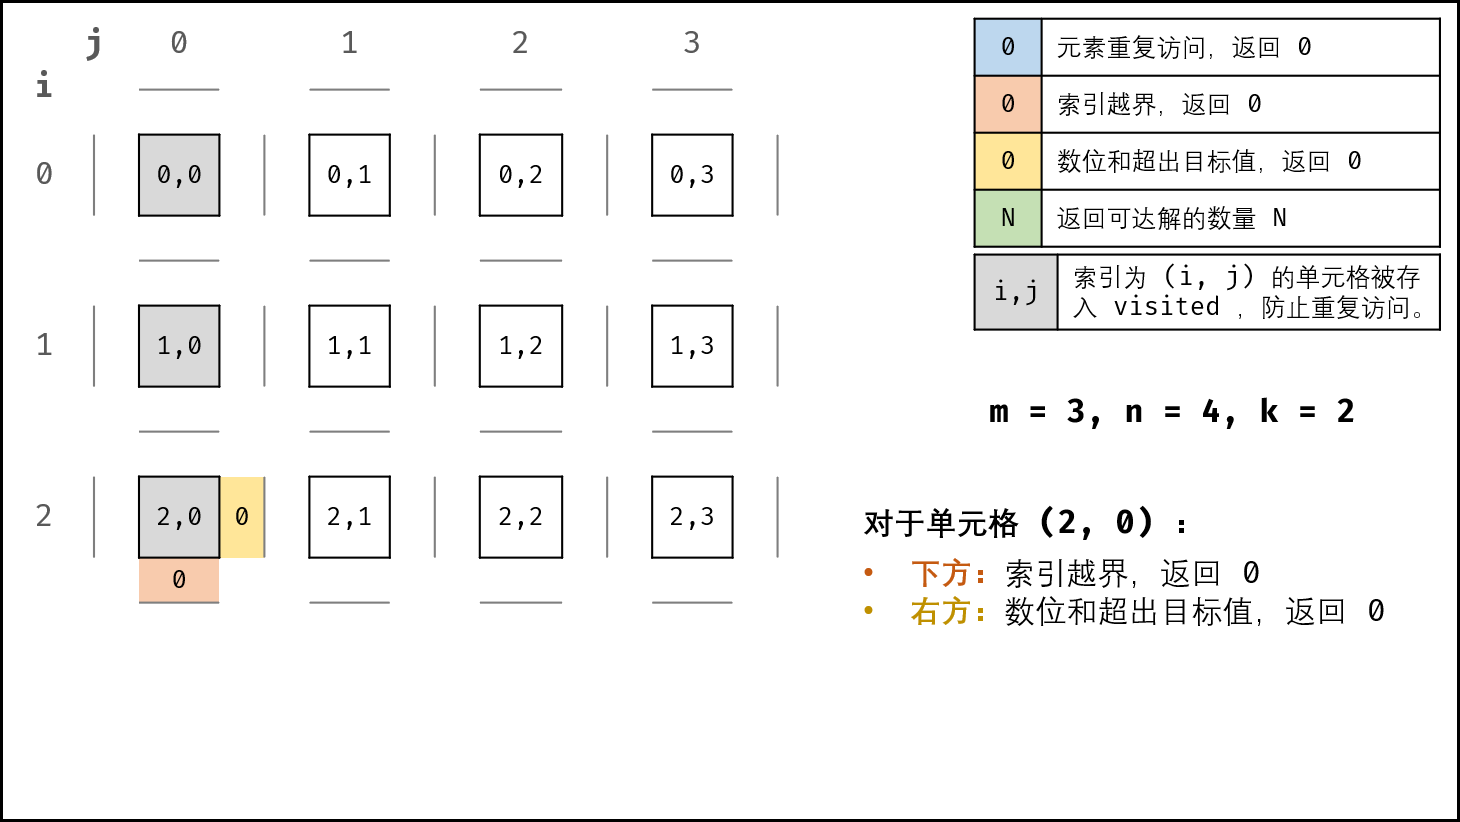 j 0 1 2 3
i
0 0,0 0,1 0,2 0,3
1 1,0 1,1 1,2 1,3
2 2,0 0 2,1 2,2 2,3
0
0 元素重复访问，返回 0
0 索引越界，返回 0
0 数位和超出目标值，返回 0
N 返回可达解的数量 N
i,j 索引为 (i, j) 的单元格被存
入 visited ，防止重复访问。
m = 3, n = 4, k = 2
对于单元格 (2, 0) ：
• 下方：索引越界，返回 0
• 右方：数位和超出目标值，返回 0